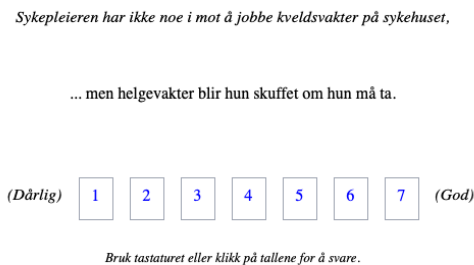 Sykepleieren har ikke noe i mot å jobbe kveldsvakter på sykehuset,
... men helgevakter blir hun skuffet om hun må ta.
(Dårlig) 1 2 3 4 5 6 7 (God)
Bruk tastaturet eller klikk på tallene for å svare.